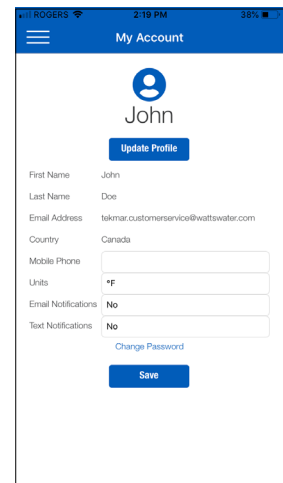 ROGERS 2:19 PM 38%
My Account
John
Update Profile
First Name John
Last Name Doe
Email Address tekmar.customerservice@wattswater.com
Country Canada
Mobile Phone
Units °F
Email Notifications No
Text Notifications No
Change Password
Save